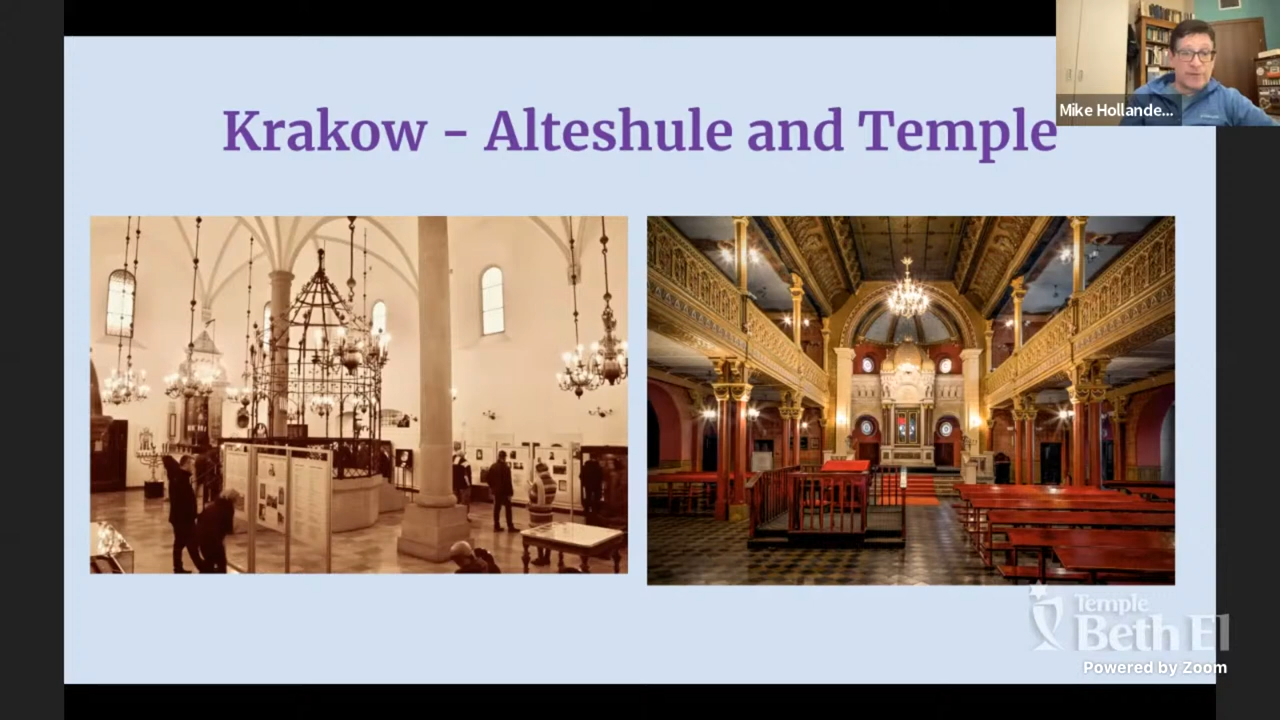 Mike Hollande...
Krakow - Alteshule and Temple
Temple
Beth El
Powered by Zoom